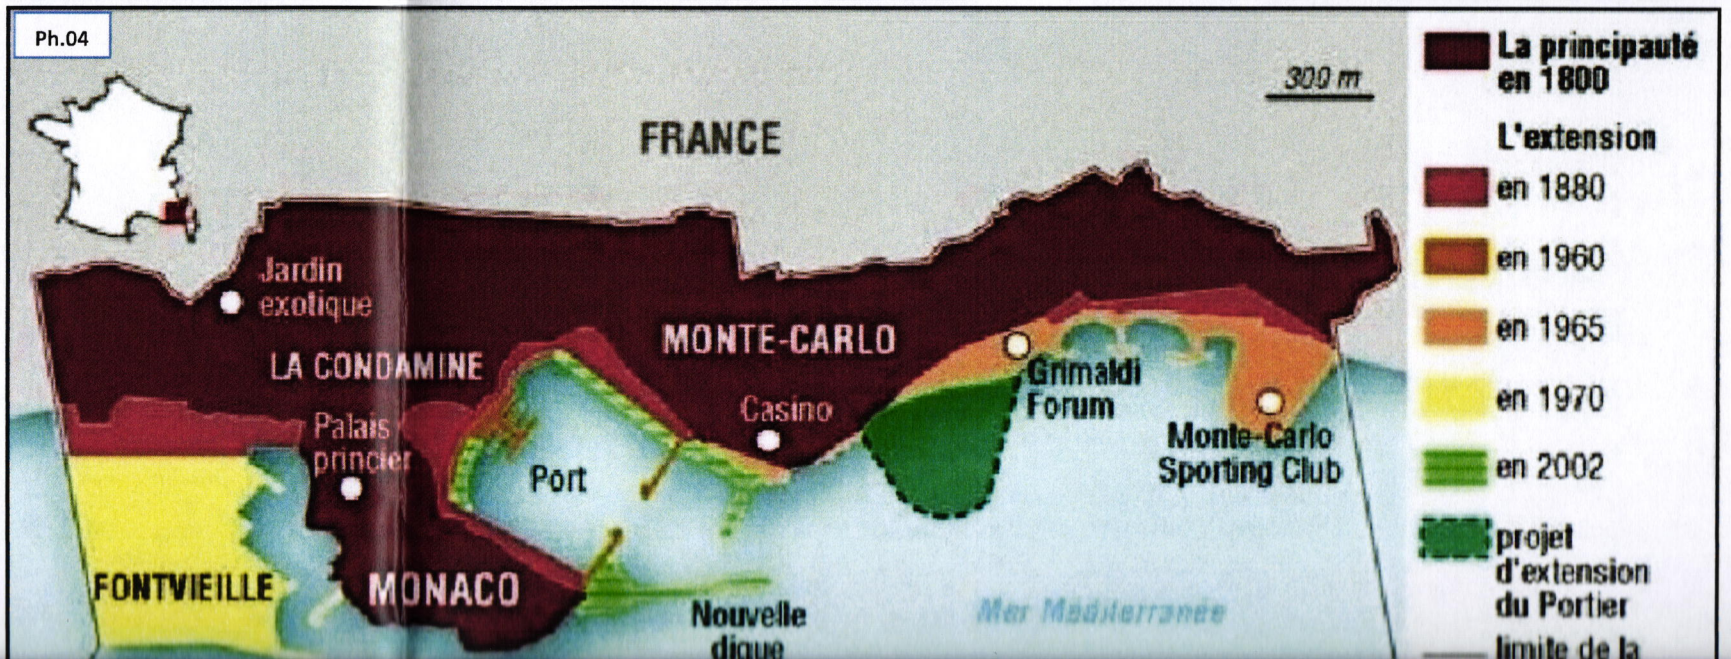 Ph.04
FRANCE
300 m
Jardin
exotique
LA CONDAMINE
MONTE-CARLO
Palais
princier
Casino
Port
Grimaldi
Forum
Monte-Carlo
Sporting Club
FONTVIEILLE
MONACO
Nouvelle
digue
Mer Méditerranée
La principauté
en 1800
L'extension
en 1880
en 1960
en 1965
en 1970
en 2002
projet
d'extension
du Portier
limite de la